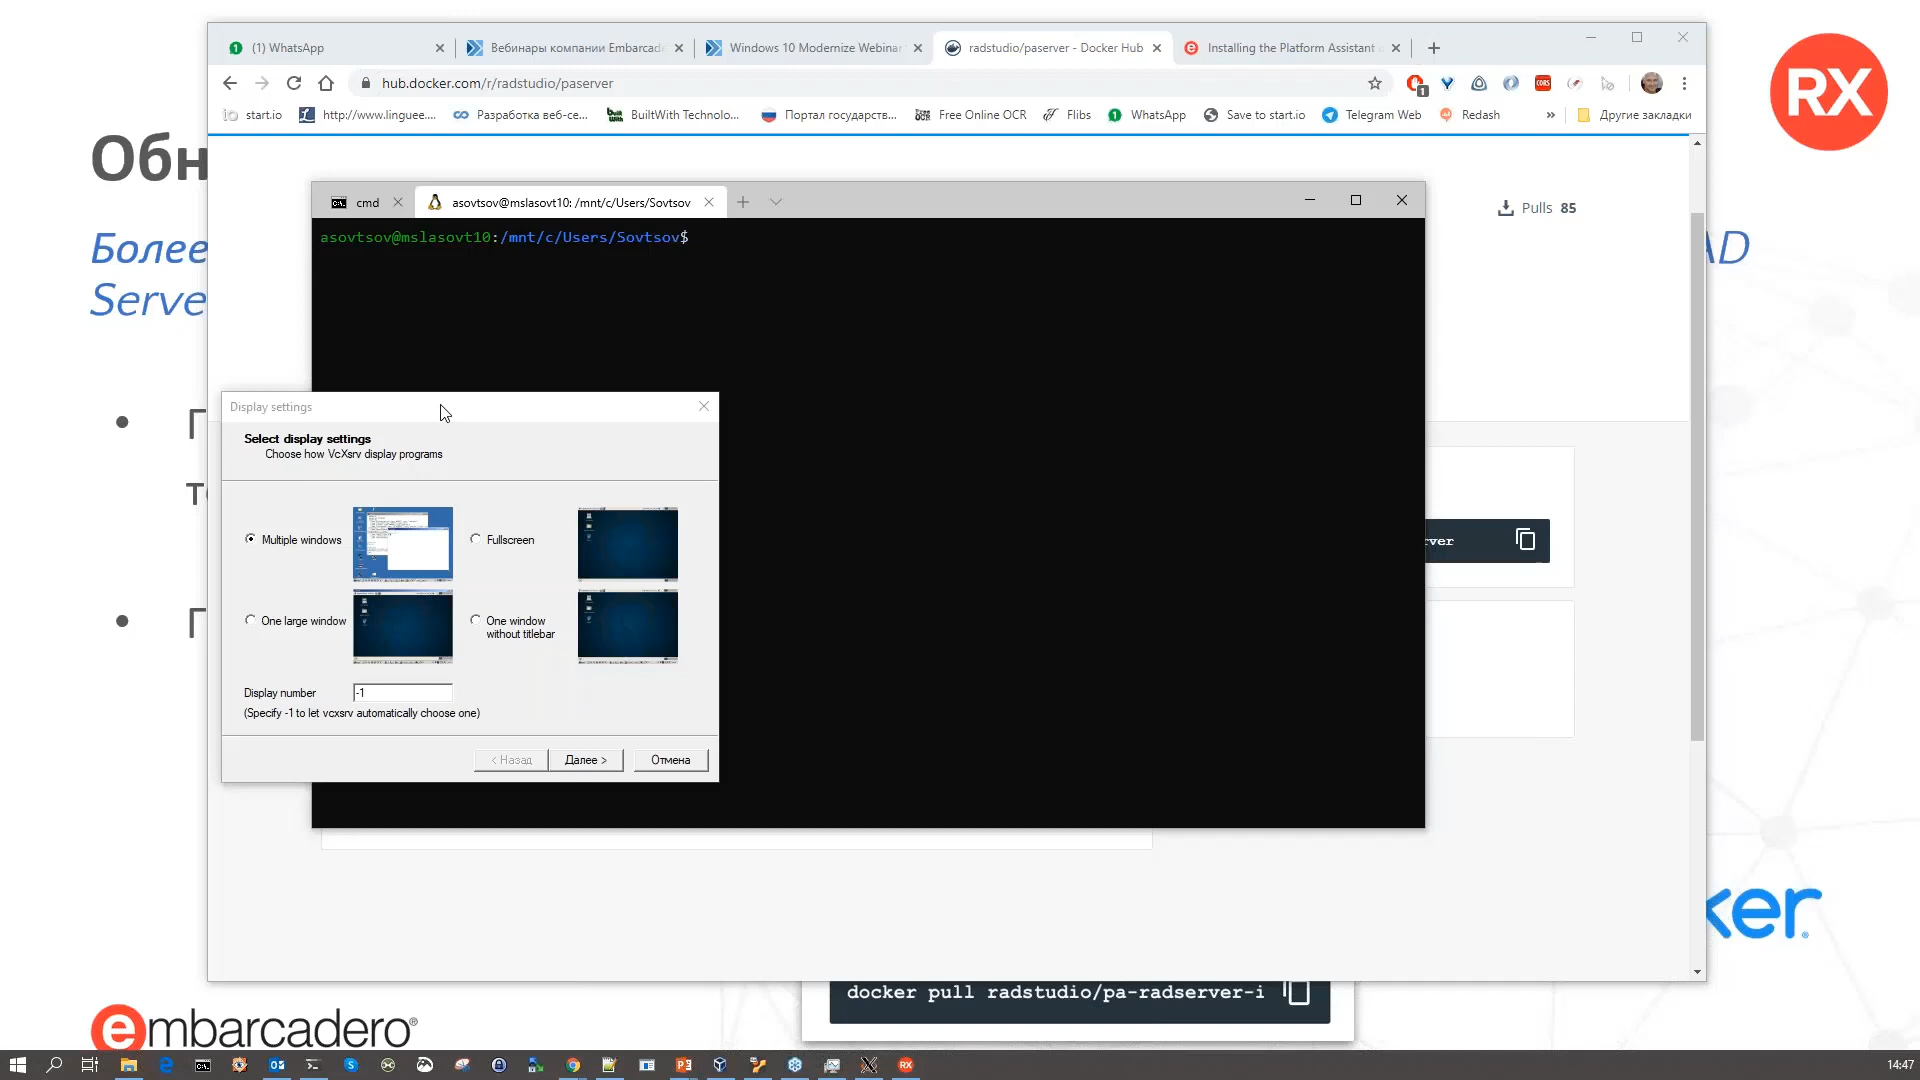 (1) WhatsApp
Вебинары компании Embarcade
Windows 10 Modernize Webinar
radstudio/paserver - Docker Hub
Installing the Platform Assistant
hub.docker.com/r/radstudio/paserver
start.io
http://www.linguee....
Разработка веб-се...
BuiltWith Technolo...
Портал государств...
Free Online OCR
Flibs
WhatsApp
Save to start.io
Telegram Web
Redash
»
Другие закладки
RX
Обн
Более
AD
Serve
Pulls 85
cmd
asovtsov@mslasovt10: /mnt/c/Users/Sovtsov
asovtsov@mslasovt10:/mnt/c/Users/Sovtsov$
Display settings
Select display settings
Choose how VcXsrv display programs
Multiple windows
Fullscreen
One large window
One window
without titlebar
Display number
-1
(Specify -1 to let vcxsrv automatically choose one)
< Назад
Далее >
Отмена
rver
ker
docker pull radstudio/pa-radserver-i
embarcadero®
14:47